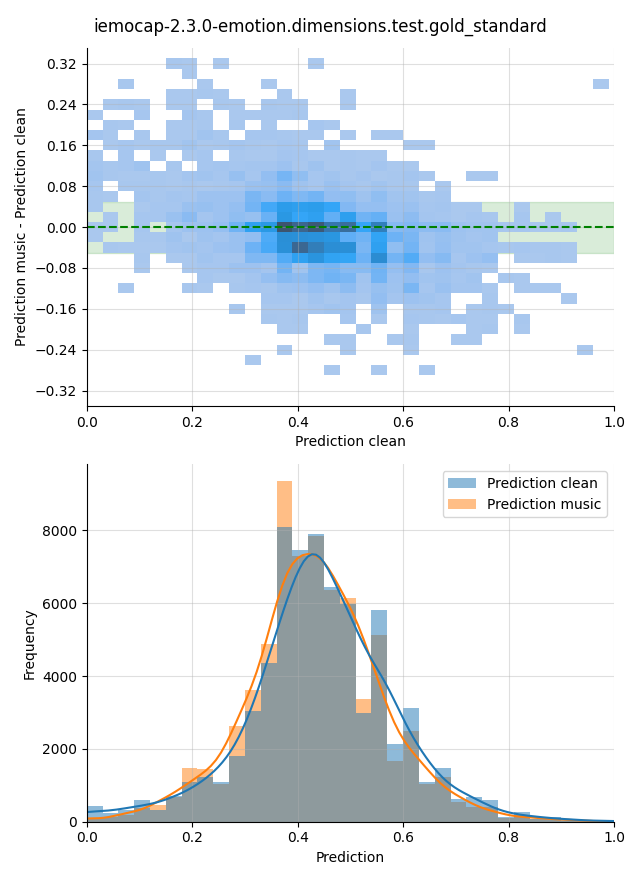 iemocap-2.3.0-emotion.dimensions.test.gold_standard
Prediction music - Prediction clean
0.32
0.24
0.16
0.08
0.00
−0.08
−0.16
−0.24
−0.32
0.0 0.2 0.4 0.6 0.8 1.0
Prediction clean
Prediction clean
Prediction music
Frequency
8000
6000
4000
2000
0
0.0 0.2 0.4 0.6 0.8 1.0
Prediction